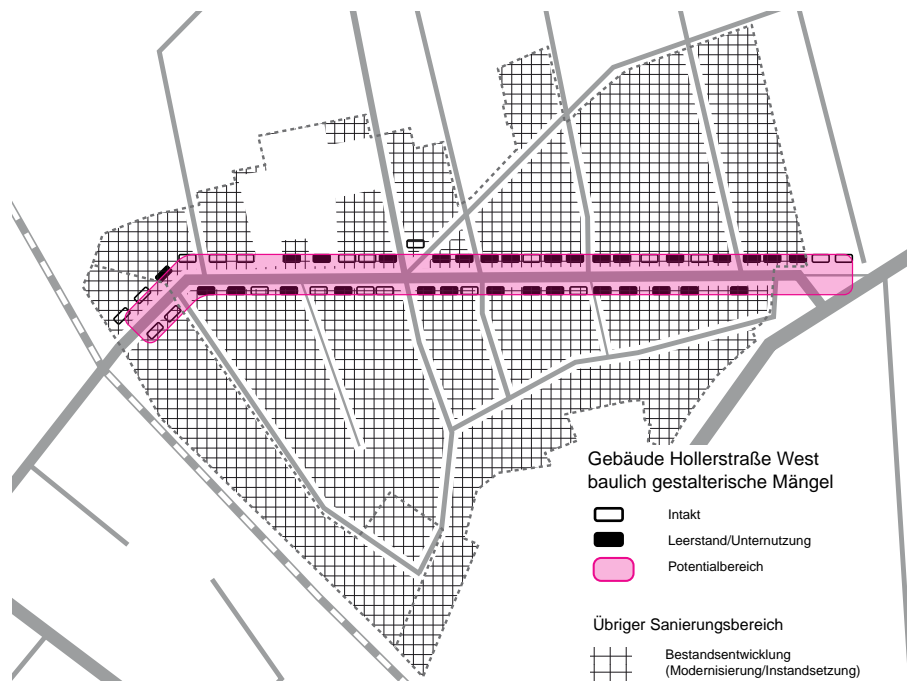 Gebäude Hollerstraße West
baulich gestalterische Mängel
Intakt
Leerstand/Unternutzung
Potentialbereich
Übriger Sanierungsbereich
Bestandsentwicklung
(Modernisierung/Instandsetzung)